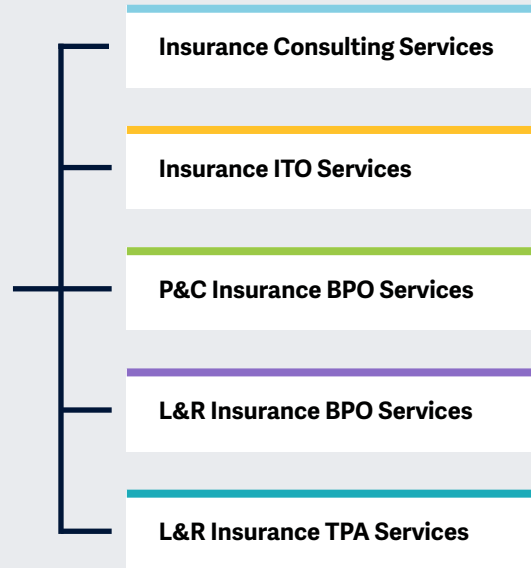 Insurance Consulting Services
Insurance ITO Services
P&C Insurance BPO Services
L&R Insurance BPO Services
L&R Insurance TPA Services